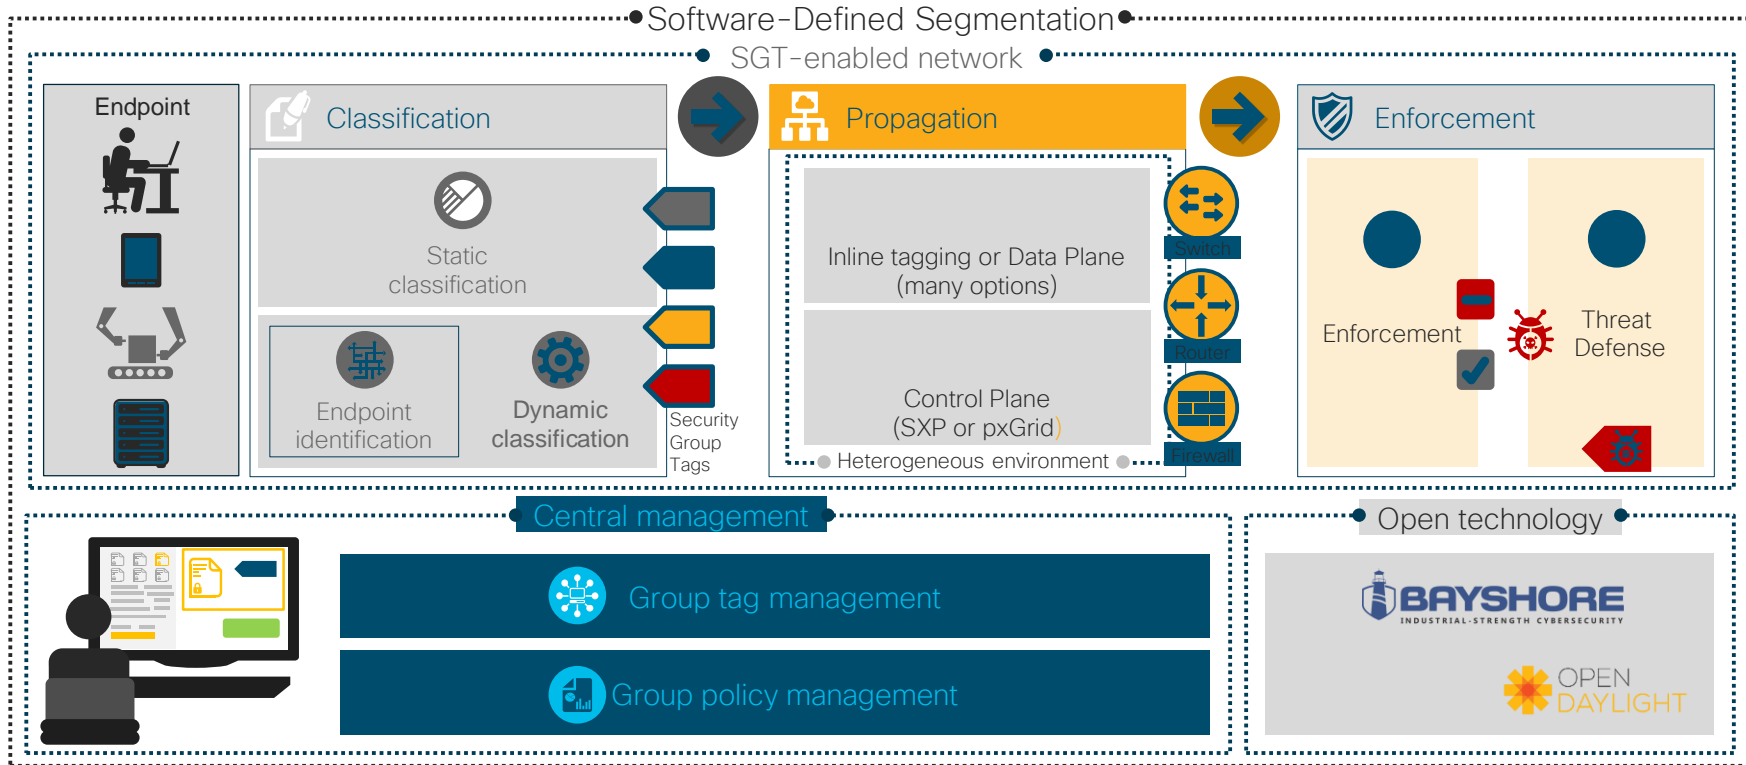 Software-Defined Segmentation
SGT-enabled network
Endpoint
Classification
Static
classification
Endpoint
identification
Dynamic
classification
Security
Group
Tags
Propagation
Inline tagging or Data Plane
(many options)
Control Plane
(SXP or pxGrid)
Heterogeneous environment
Switch
Router
Firewall
Enforcement
Enforcement
Threat
Defense
Central management
Group tag management
Group policy management
Open technology
BAYSHORE
INDUSTRIAL-STRENGTH CYBERSECURITY
OPEN
DAYLIGHT